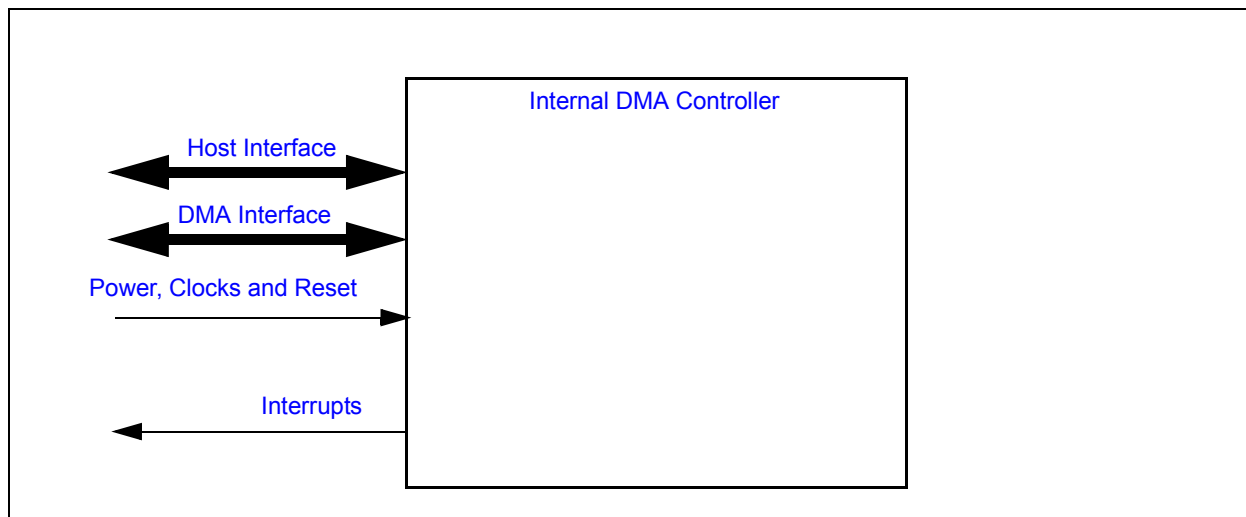 Internal DMA Controller
Host Interface
DMA Interface
Power, Clocks and Reset
Interrupts